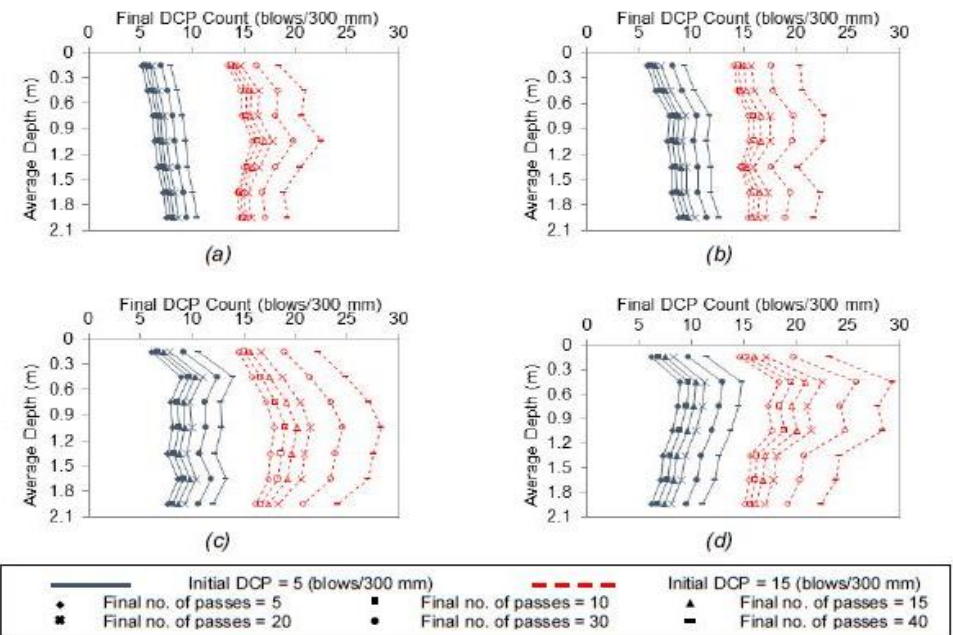 Final DCP Count (blows/300 mm)
0 5 10 15 20 25 30
0
0.3
0.6
0.9
1.2
1.5
1.8
2.1
Average Depth (m)
(a)
Final DCP Count (blows/300 mm)
0 5 10 15 20 25 30
0
0.3
0.6
0.9
1.2
1.5
1.8
2.1
Average Depth (m)
(b)
Final DCP Count (blows/300 mm)
0 5 10 15 20 25 30
0
0.3
0.6
0.9
1.2
1.5
1.8
2.1
Average Depth (m)
(c)
Final DCP Count (blows/300 mm)
0 5 10 15 20 25 30
0
0.3
0.6
0.9
1.2
1.5
1.8
2.1
Average Depth (m)
(d)
Initial DCP = 5 (blows/300 mm) Initial DCP = 15 (blows/300 mm)
Final no. of passes = 5 Final no. of passes = 10 Final no. of passes = 15
Final no. of passes = 20 Final no. of passes = 30 Final no. of passes = 40